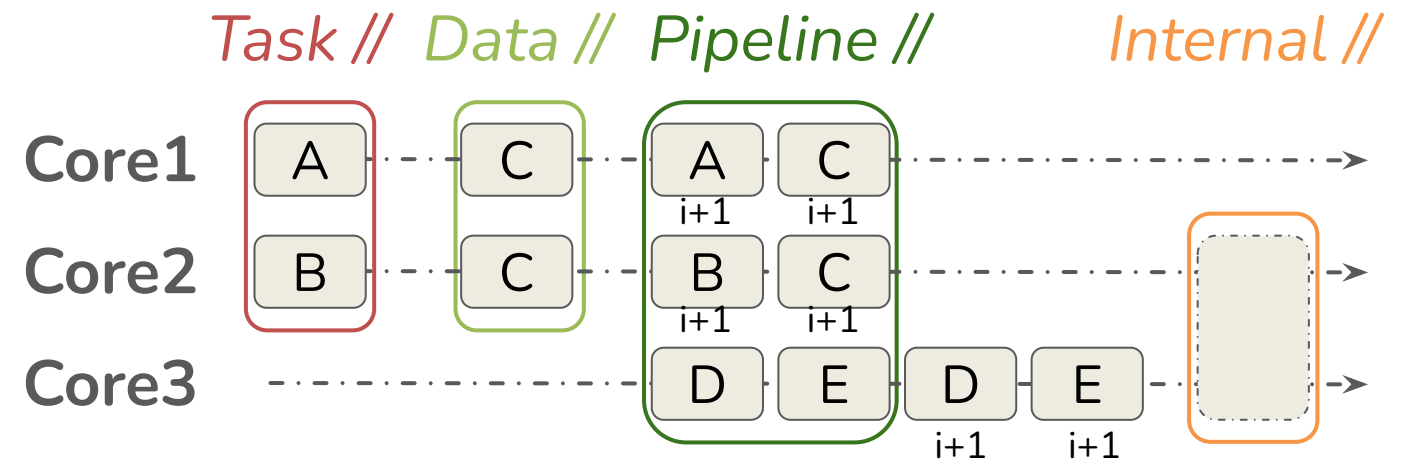 Task // Data // Pipeline // Internal //
Core1 A C A C
i+1 i+1
Core2 B C B C
i+1 i+1
Core3 D E D E
i+1 i+1